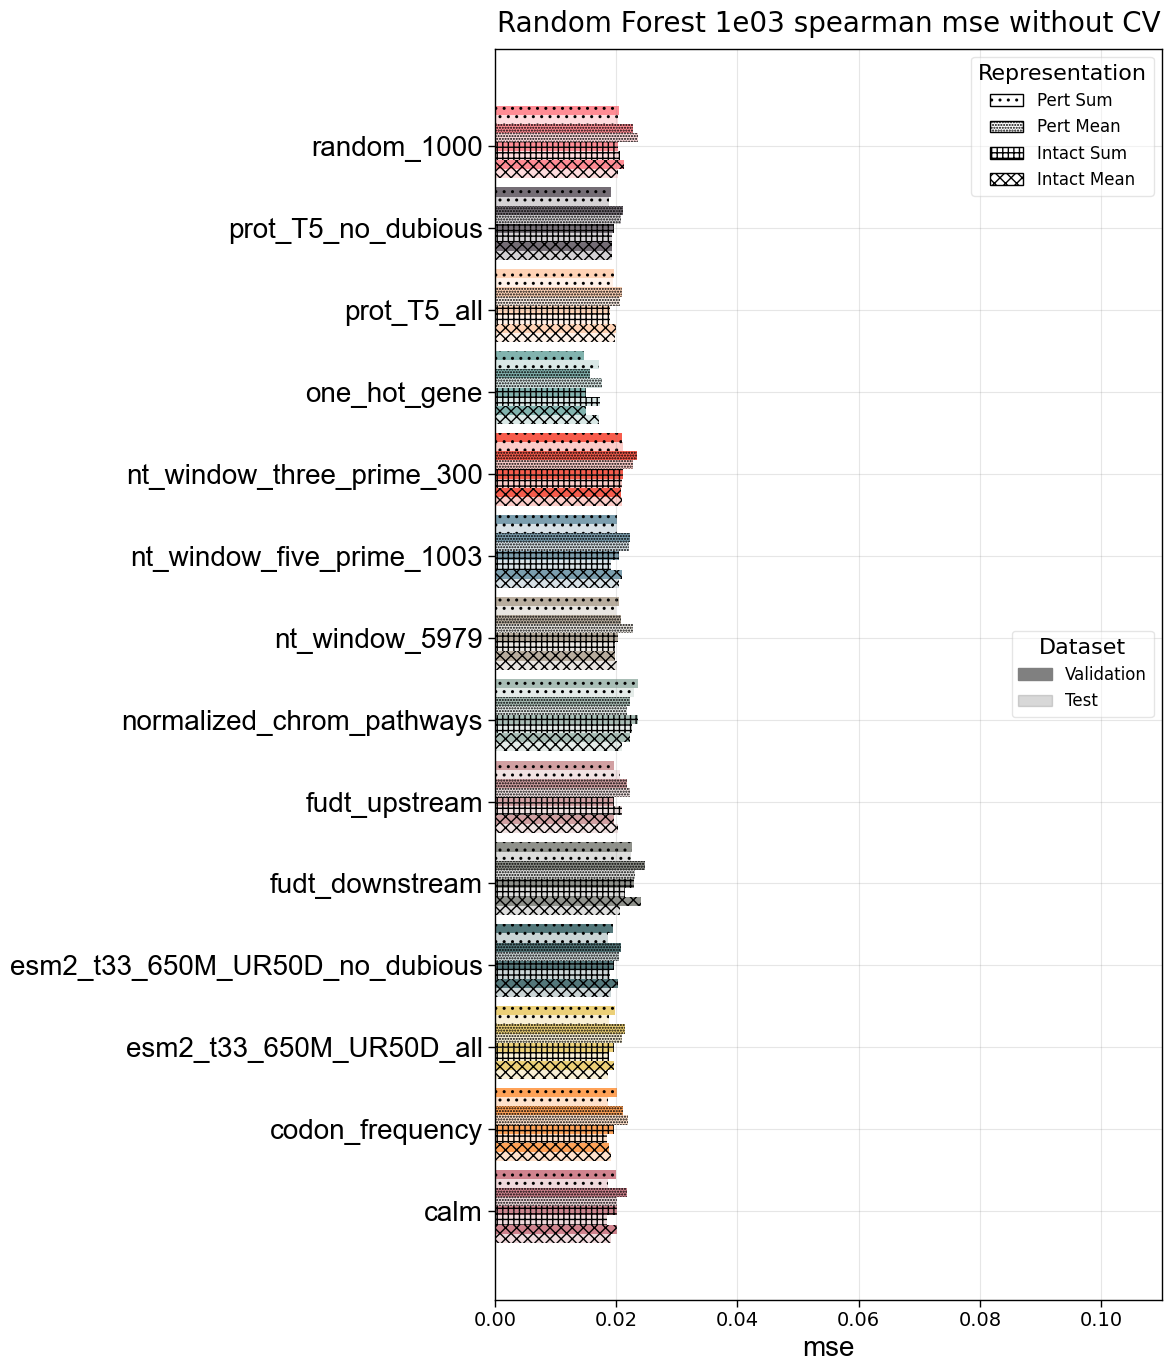 Random Forest 1e03 spearman mse without CV
Representation
Pert Sum
Pert Mean
Intact Sum
Intact Mean
random_1000
prot_T5_no_dubious
prot_T5_all
one_hot_gene
nt_window_three_prime_300
nt_window_five_prime_1003
nt_window_5979
Dataset
Validation
Test
normalized_chrom_pathways
fudt_upstream
fudt_downstream
esm2_t33_650M_UR50D_no_dubious
esm2_t33_650M_UR50D_all
codon_frequency
calm
0.00 0.02 0.04 0.06 0.08 0.10
mse